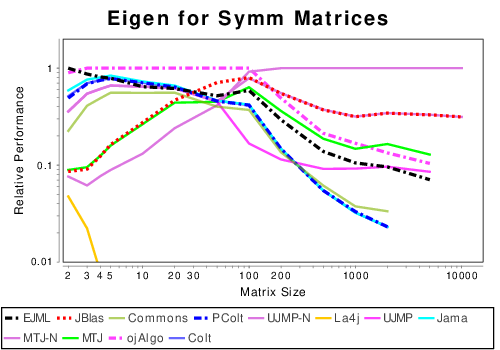 Eigen for Symm Matrices
Relative Performance
1
0.1
0.01
2 3 4 5 10 20 30 100 200 1000 10000
Matrix Size
EJML JBlas Commons PColt UJMP-N La4j UJMP Jama
MTJ-N MTJ ojAlgo Colt